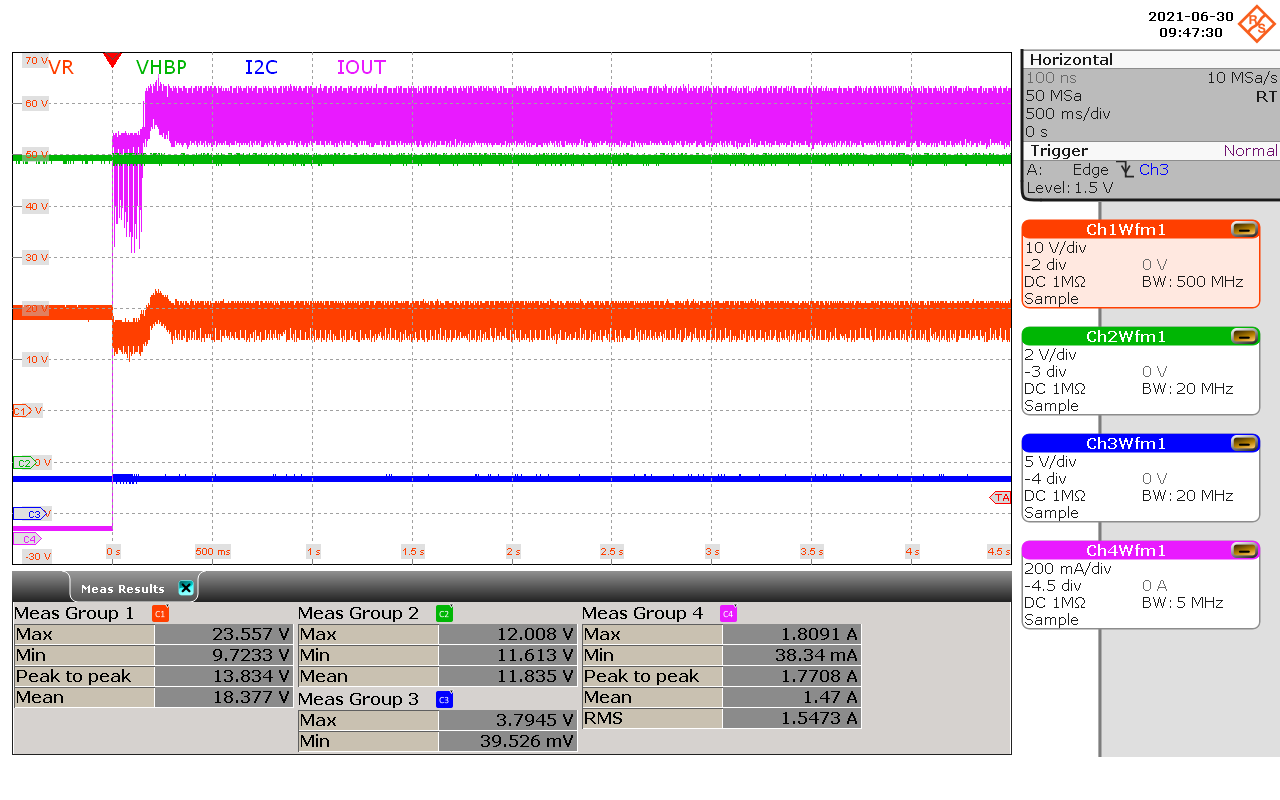 2021-06-30
09:47:30
R&S
70 V
VR
VHBP
I2C
IOUT
60 V
50 V
40 V
30 V
20 V
10 V
C1 V
C2 0 V
C3 V
TA
C4
-30 V
0 s
500 ms
1 s
1.5 s
2 s
2.5 s
3 s
3.5 s
4 s
4.5 s
Horizontal
100 ns 10 MSa/s
50 MSa RT
500 ms/div
0 s
Trigger Normal
A: Edge Ch3
Level: 1.5 V
Ch1Wfm1
10 V/div
-2 div 0 V
DC 1MΩ BW: 500 MHz
Sample
Ch2Wfm1
2 V/div
-3 div 0 V
DC 1MΩ BW: 20 MHz
Sample
Ch3Wfm1
5 V/div
-4 div 0 V
DC 1MΩ BW: 20 MHz
Sample
Ch4Wfm1
200 mA/div
-4.5 div 0 A
DC 1MΩ BW: 5 MHz
Sample
Meas Results
Meas Group 1 C1
Max 23.557 V
Min 9.7233 V
Peak to peak 13.834 V
Mean 18.377 V
Meas Group 2 C2
Max 12.008 V
Min 11.613 V
Mean 11.835 V
Meas Group 3 C3
Max 3.7945 V
Min 39.526 mV
Meas Group 4 C4
Max 1.8091 A
Min 38.34 mA
Peak to peak 1.7708 A
Mean 1.47 A
RMS 1.5473 A